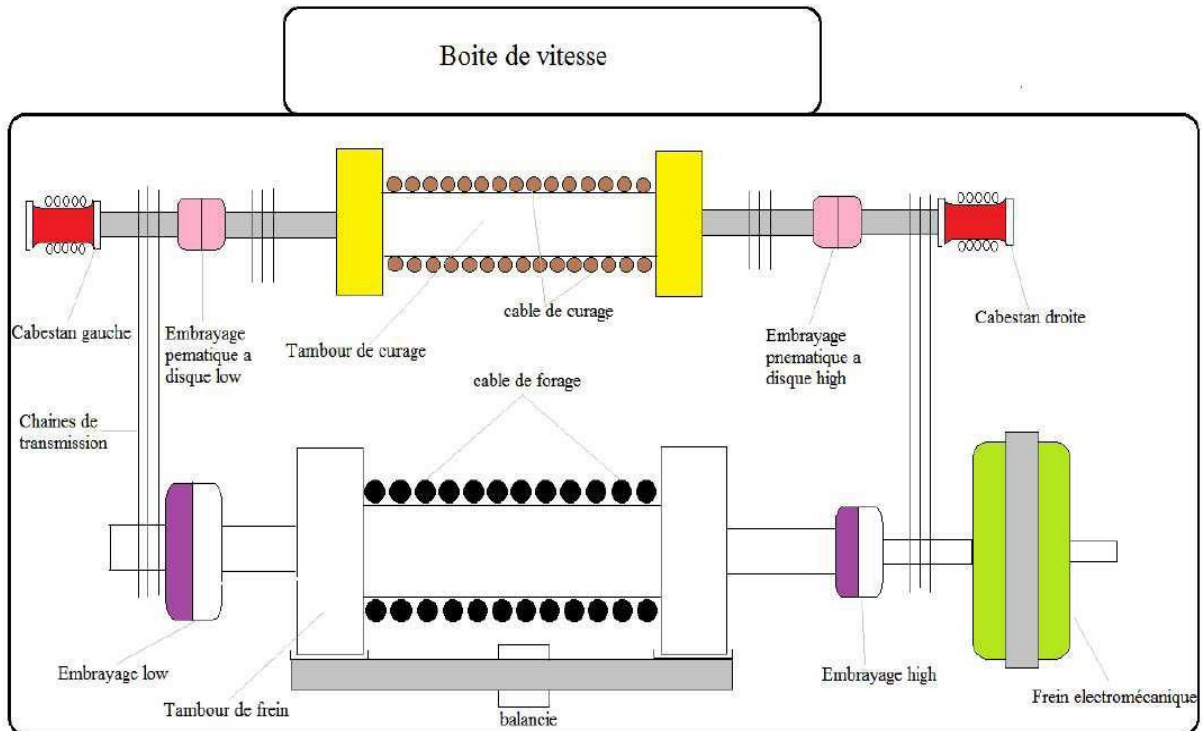 Boite de vitesse
Cabestan gauche
Embrayage
pematique a
disque low
Tambour de curage
cable de curage
Embrayage
pnematique a
disque high
Cabestan droite
cable de forage
Chaines de
transmission
Embrayage low
Tambour de frein
balancie
Embrayage high
Frein electromécanique